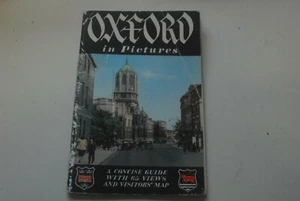 OXFORD
in Pictures
A CONCISE GUIDE
WITH 65 VIEWS
AND VISITORS' MAP